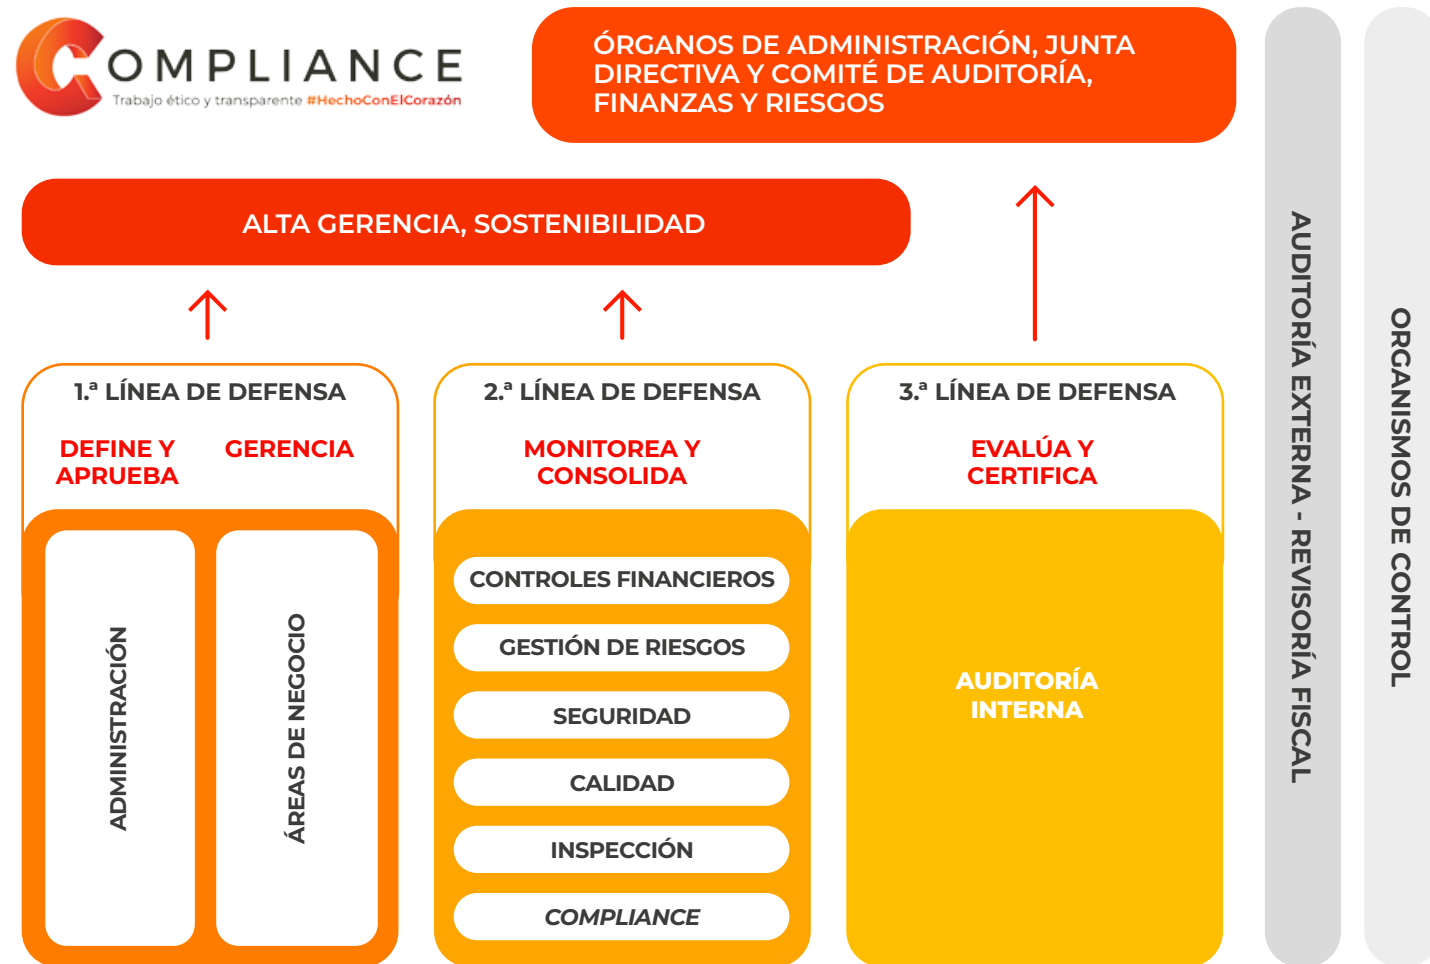 COMPLIANCE
Trabajo ético y transparente #HechoConElCorazón
ÓRGANOS DE ADMINISTRACIÓN, JUNTA
DIRECTIVA Y COMITÉ DE AUDITORÍA,
FINANZAS Y RIESGOS
ALTA GERENCIA, SOSTENIBILIDAD
1.ª LÍNEA DE DEFENSA
DEFINE Y
APRUEBA
GERENCIA
ADMINISTRACIÓN
ÁREAS DE NEGOCIO
2.ª LÍNEA DE DEFENSA
MONITOREA Y
CONSOLIDA
CONTROLES FINANCIEROS
GESTIÓN DE RIESGOS
SEGURIDAD
CALIDAD
INSPECCIÓN
COMPLIANCE
3.ª LÍNEA DE DEFENSA
EVALÚA Y
CERTIFICA
AUDITORÍA
INTERNA
AUDITORÍA EXTERNA - REVISORÍA FISCAL
ORGANISMOS DE CONTROL